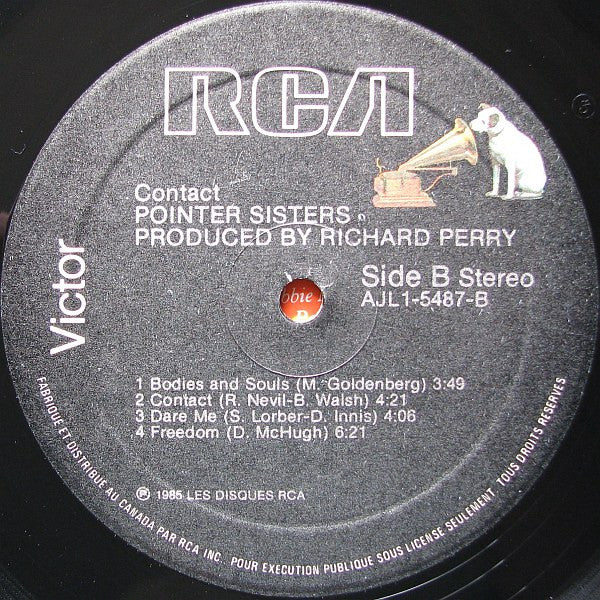 RCA
Contact
POINTER SISTERS
PRODUCED BY RICHARD PERRY
Victor
Side B Stereo
AJL1-5487-B
1 Bodies and Souls (M. Goldenberg) 3:49
2 Contact (R. Nevil-B. Walsh) 4:21
3 Dare Me (S. Lorber-D. Innis) 4:06
4 Freedom (D. McHugh) 6:21
℗ 1985 LES DISQUES RCA
FABRIQUE ET-DISTRIBUE AU CANADA PAR RCA INC. POUR EXECUTION PUBLIQUE SOUS LICENSE SEULEMENT TOUS DROITS RESERVES